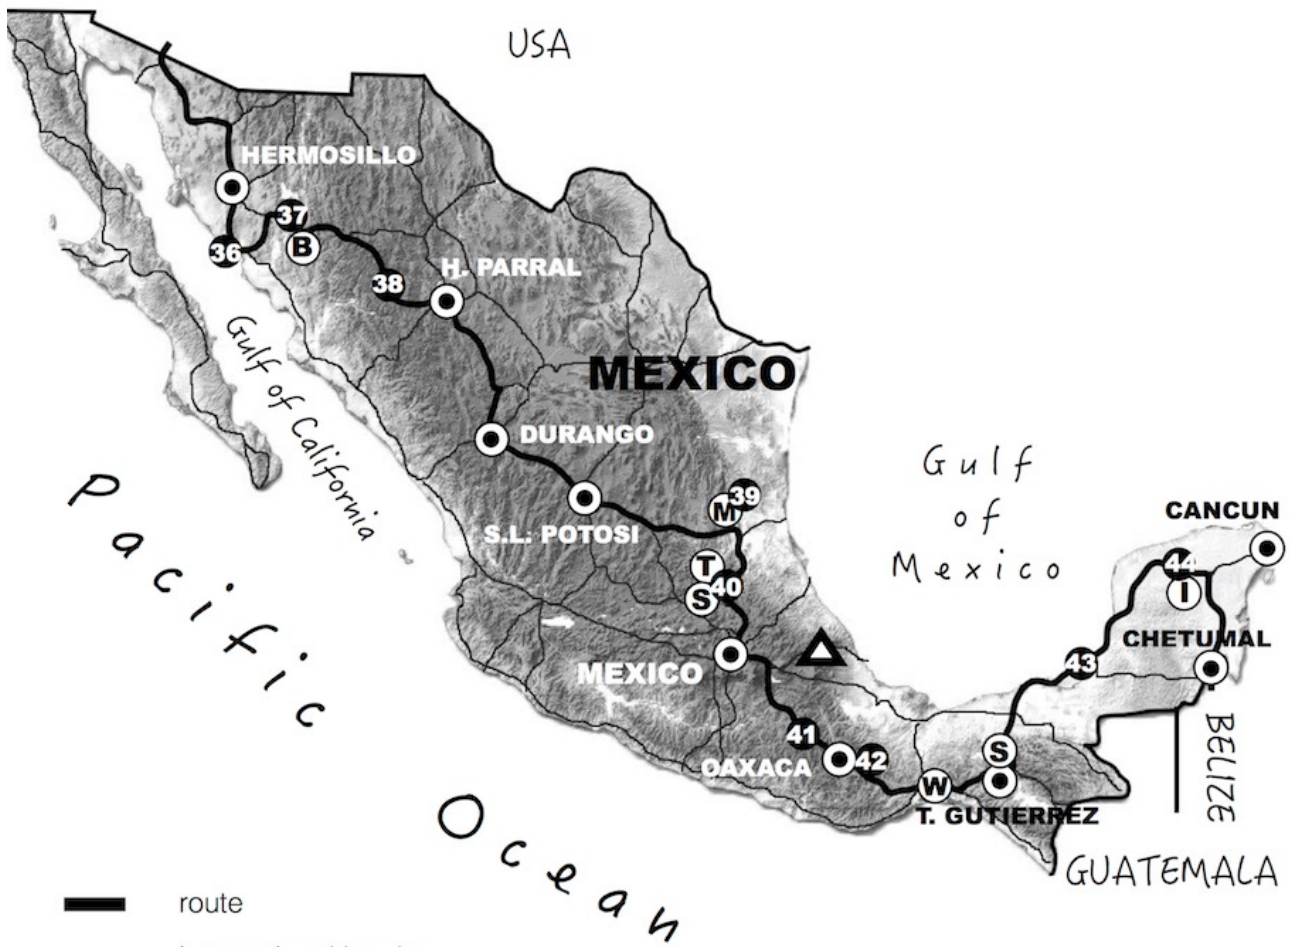 USA
HERMOSILLO
37
36
B
38
H. PARRAL
Gulf of California
MEXICO
DURANGO
Gulf
of
Mexico
Pacific
Ocean
39
M
S.L. POTOSI
CANCUN
T
40
S
44
I
CHETUMAL
MEXICO
43
41
OAXACA
42
S
W
T. GUTIERREZ
BELIZE
GUATEMALA
route